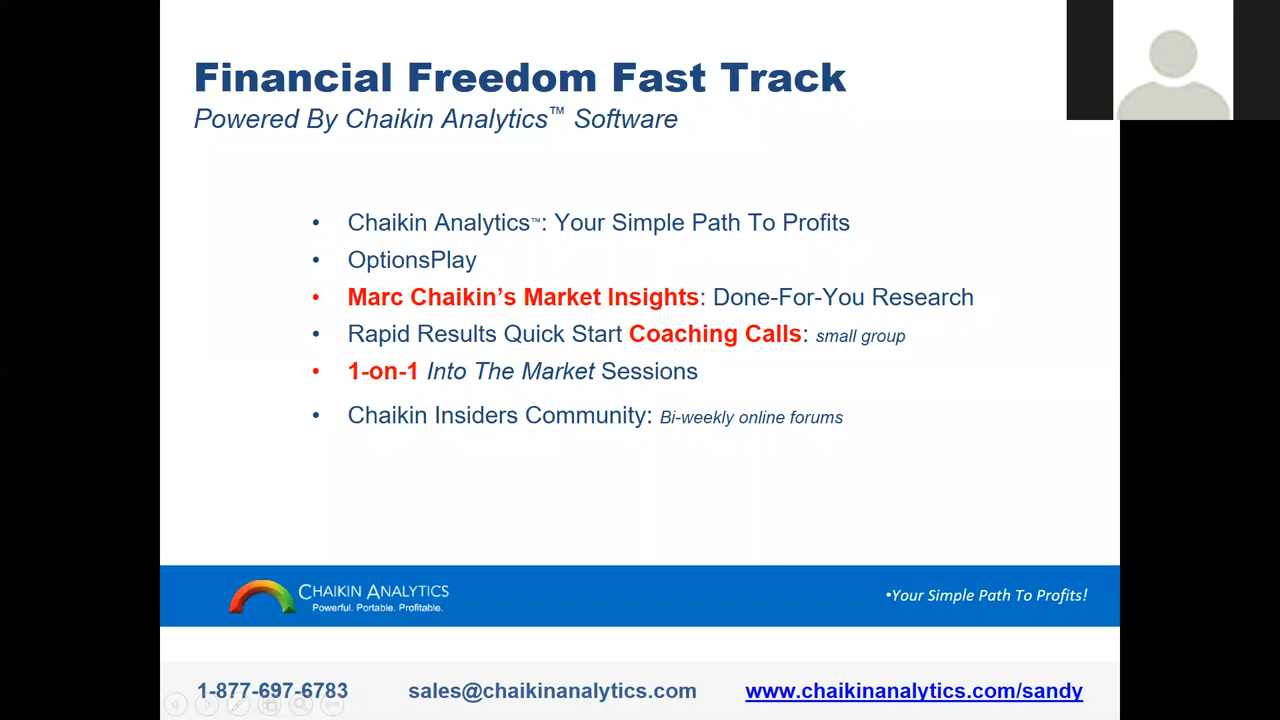 Financial Freedom Fast Track
Powered By Chaikin Analytics™ Software
• Chaikin Analytics™: Your Simple Path To Profits
• OptionsPlay
• Marc Chaikin’s Market Insights: Done-For-You Research
• Rapid Results Quick Start Coaching Calls: small group
• 1-on-1 Into The Market Sessions
• Chaikin Insiders Community: Bi-weekly online forums
CHAIKIN ANALYTICS
Powerful. Portable. Profitable.
•Your Simple Path To Profits!
1-877-697-6783 sales@chaikinanalytics.com www.chaikinanalytics.com/sandy